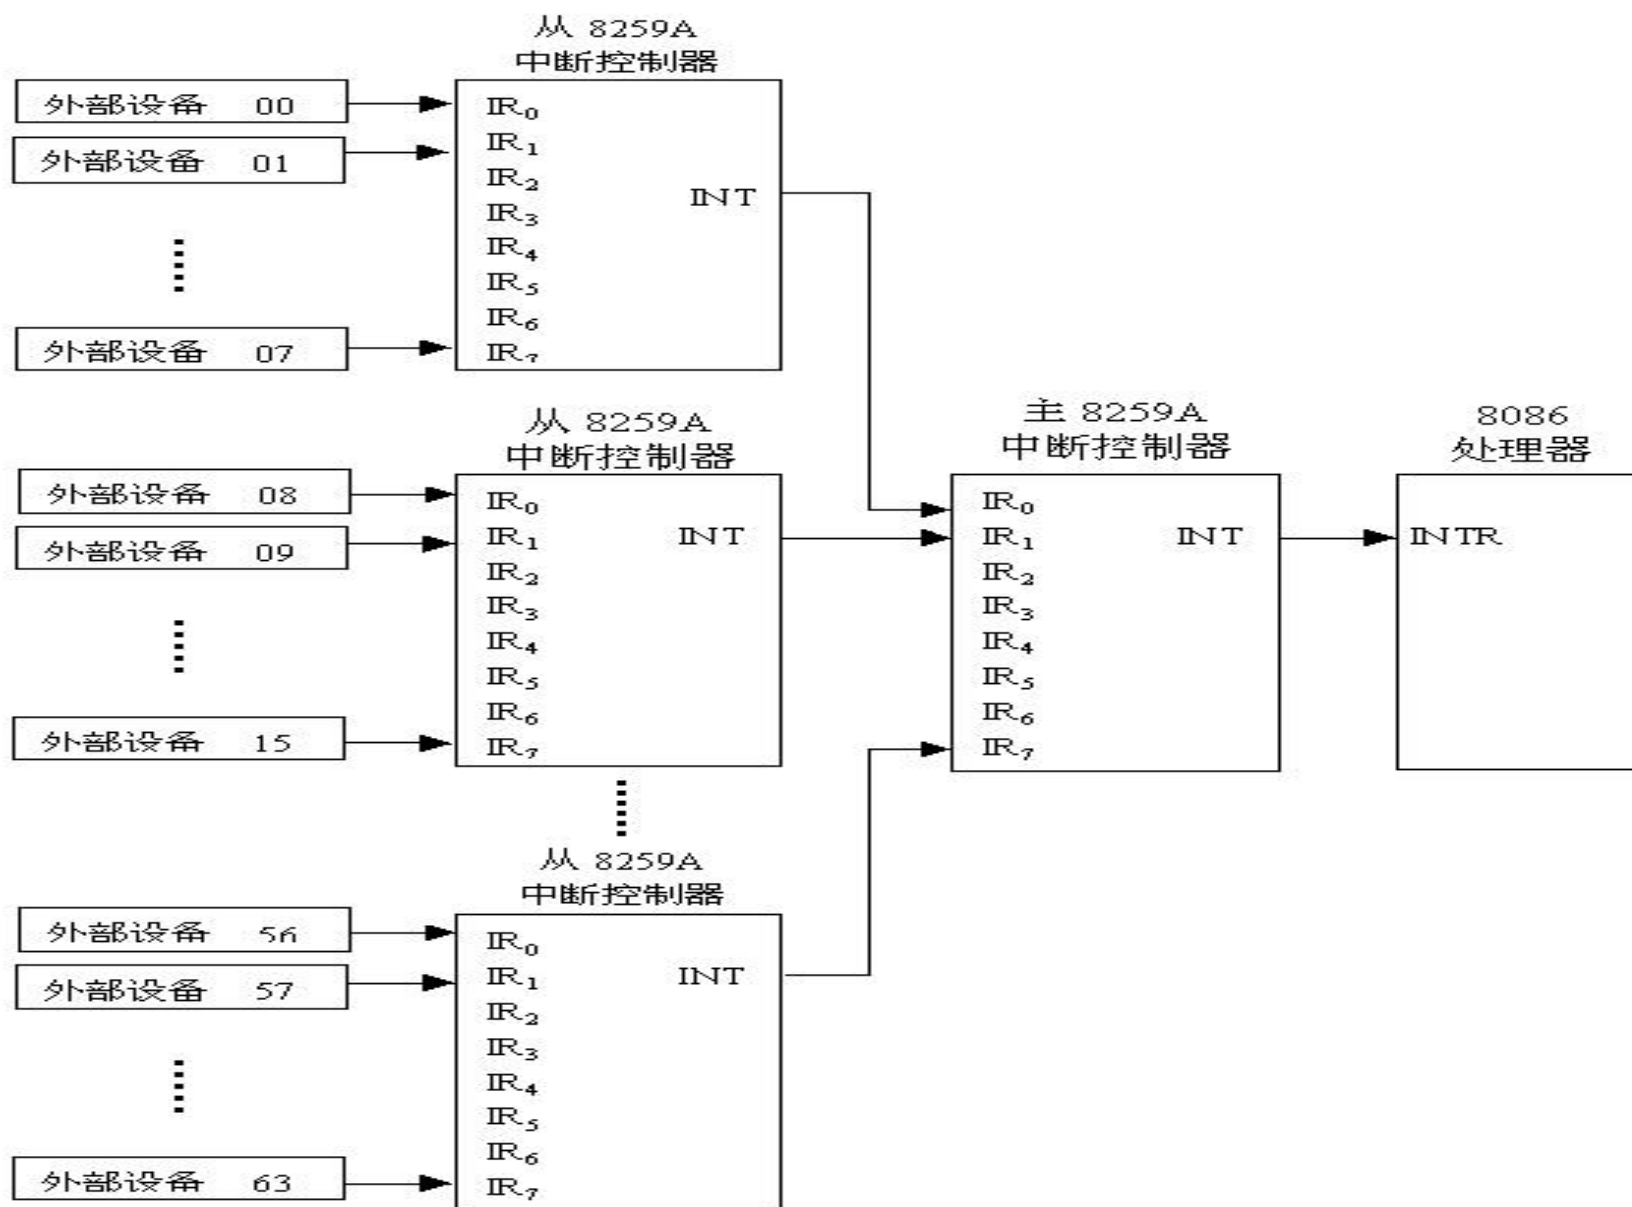 从 8259A
中断控制器
外部设备 00
外部设备 01
外部设备 07
IR0
IR1
IR2
IR3
IR4
IR5
IR6
IR7
INT
从 8259A
中断控制器
外部设备 08
外部设备 09
外部设备 15
IR0
IR1
IR2
IR3
IR4
IR5
IR6
IR7
INT
主 8259A
中断控制器
IR0
IR1
IR2
IR3
IR4
IR5
IR6
IR7
INT
8086
处理器
INTR
从 8259A
中断控制器
外部设备 56
外部设备 57
外部设备 63
IR0
IR1
IR2
IR3
IR4
IR5
IR6
IR7
INT